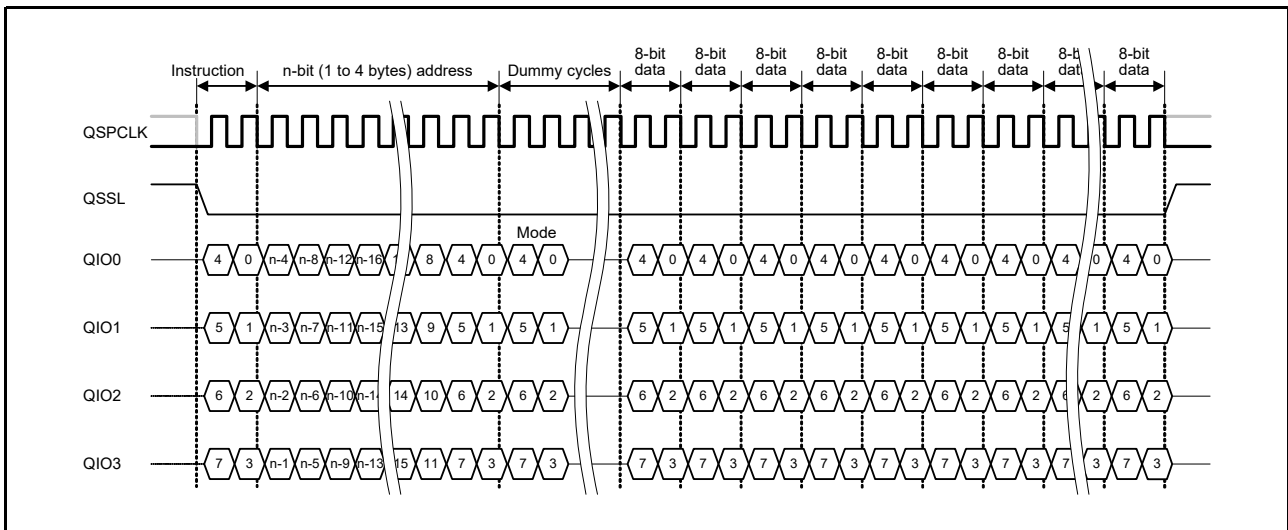 8-bit 8-bit 8-bit 8-bit 8-bit 8-bit 8-bit 8-b 8-bit
Instruction n-bit (1 to 4 bytes) address Dummy cycles data data data data data data data data data
QSPCLK
QSSL
Mode
QIO0 4 0 n-4 n-8 n-12 n-16 1 8 4 0 4 0 4 0 4 0 4 0 4 0 4 0 4 0 4 0 4 0 4 0
QIO1 5 1 n-3 n-7 n-11 n-15 13 9 5 1 5 1 5 1 5 1 5 1 5 1 5 1 5 1 5 1 5 1 5 1
QIO2 6 2 n-2 n-6 n-10 n-14 14 10 6 2 6 2 6 2 6 2 6 2 6 2 6 2 6 2 6 2 6 2 6 2
QIO3 7 3 n-1 n-5 n-9 n-13 15 11 7 3 7 3 7 3 7 3 7 3 7 3 7 3 7 3 7 3 7 3 7 3